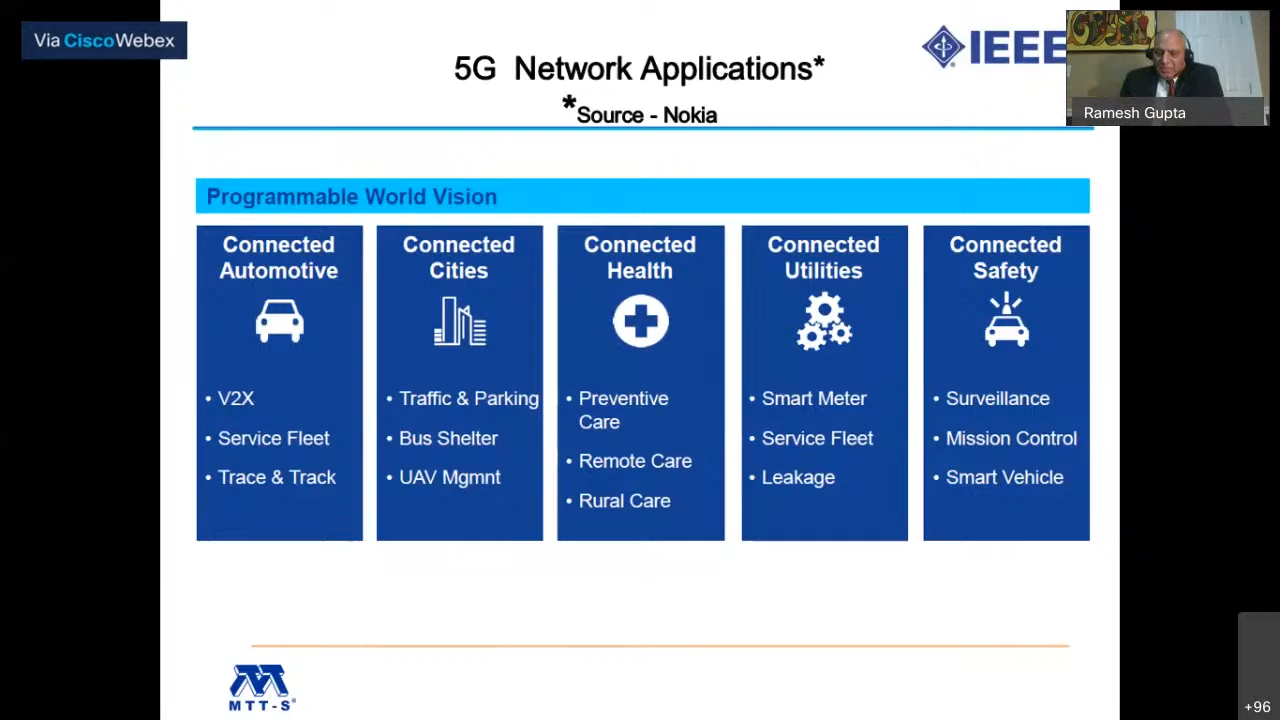 Via Cisco Webex
IEEE
5G Network Applications*
*Source - Nokia
Ramesh Gupta
Programmable World Vision
Connected
Automotive
• V2X
• Service Fleet
• Trace & Track
Connected
Cities
• Traffic & Parking
• Bus Shelter
• UAV Mgmnt
Connected
Health
• Preventive
Care
• Remote Care
• Rural Care
Connected
Utilities
• Smart Meter
• Service Fleet
• Leakage
Connected
Safety
• Surveillance
• Mission Control
• Smart Vehicle
MTT-S®
+96